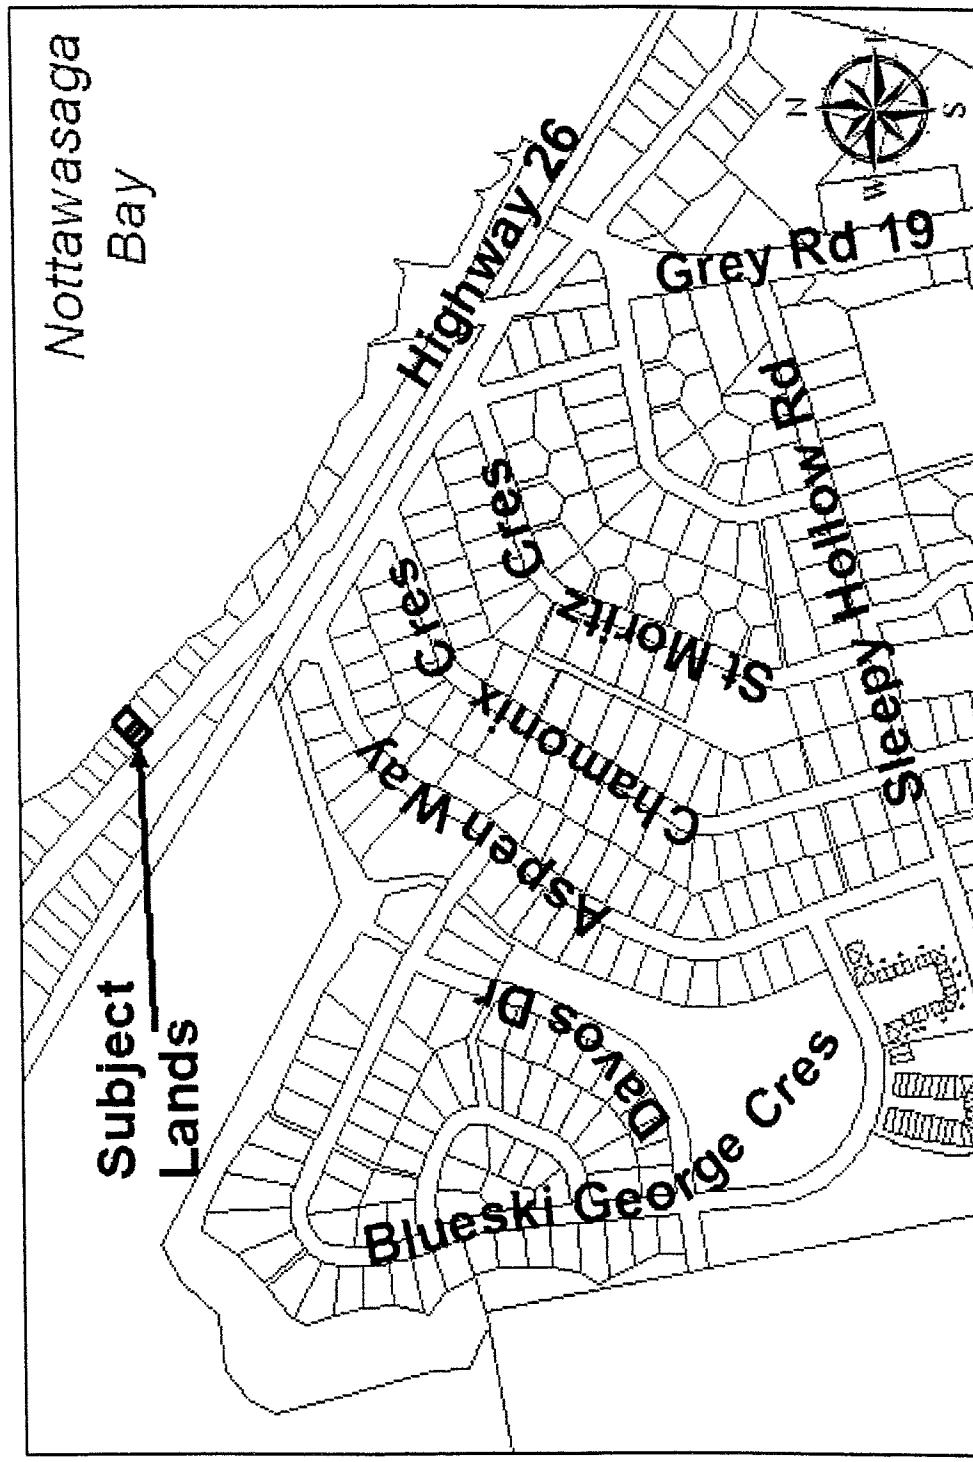 Nottawasaga
Bay
Highway 26
Subject
Lands
Grey Rd 19
Cres
Cres
St Moritz
Chamonix
Aspen Way
Sleepy Hollow Rd
Davos Dr
Blueski George Cres
N
S
W